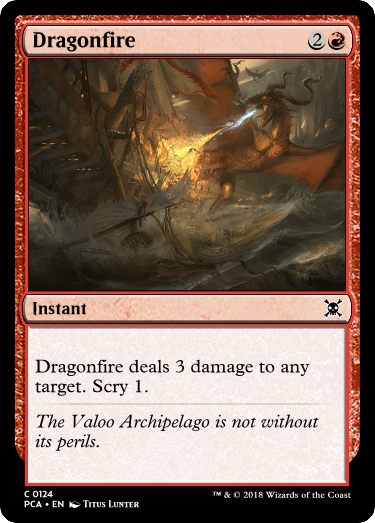 Dragonfire 2
Instant
Dragonfire deals 3 damage to any
target. Scry 1.
The Valoo Archipelago is not without
its perils.
C 0124
PCA • EN Titus Lunter ™ & © 2018 Wizards of the Coast